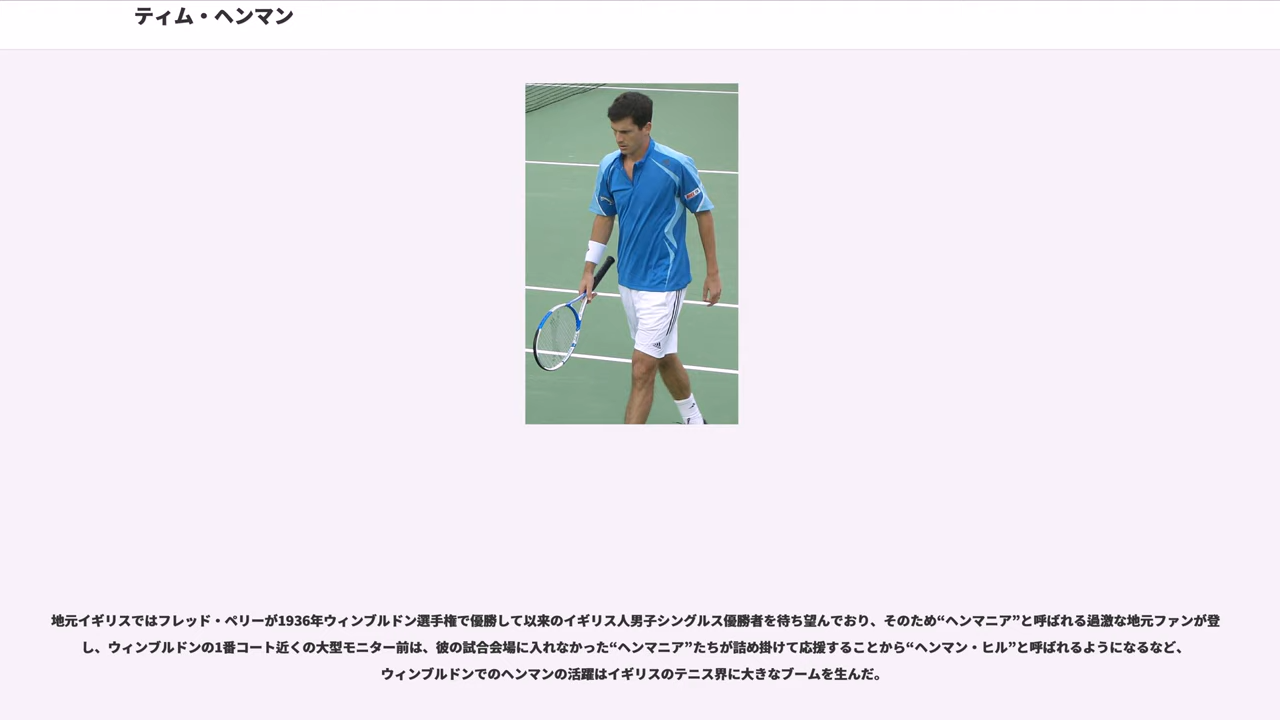 ティム・ヘンマン
地元イギリスではフレッド・ペリーが1936年ウィンブルドン選手権で優勝して以来のイギリス人男子シングルス優勝者を待ち望んでおり、そのため“ヘンマニア”と呼ばれる過激な地元ファンが登
し、ウィンブルドンの1番コート近くの大型モニター前は、彼の試合会場に入れなかった“ヘンマニア”たちが詰め掛けて応援することから“ヘンマン・ヒル”と呼ばれるようになるなど、
ウィンブルドンでのヘンマンの活躍はイギリスのテニス界に大きなブームを生んだ。